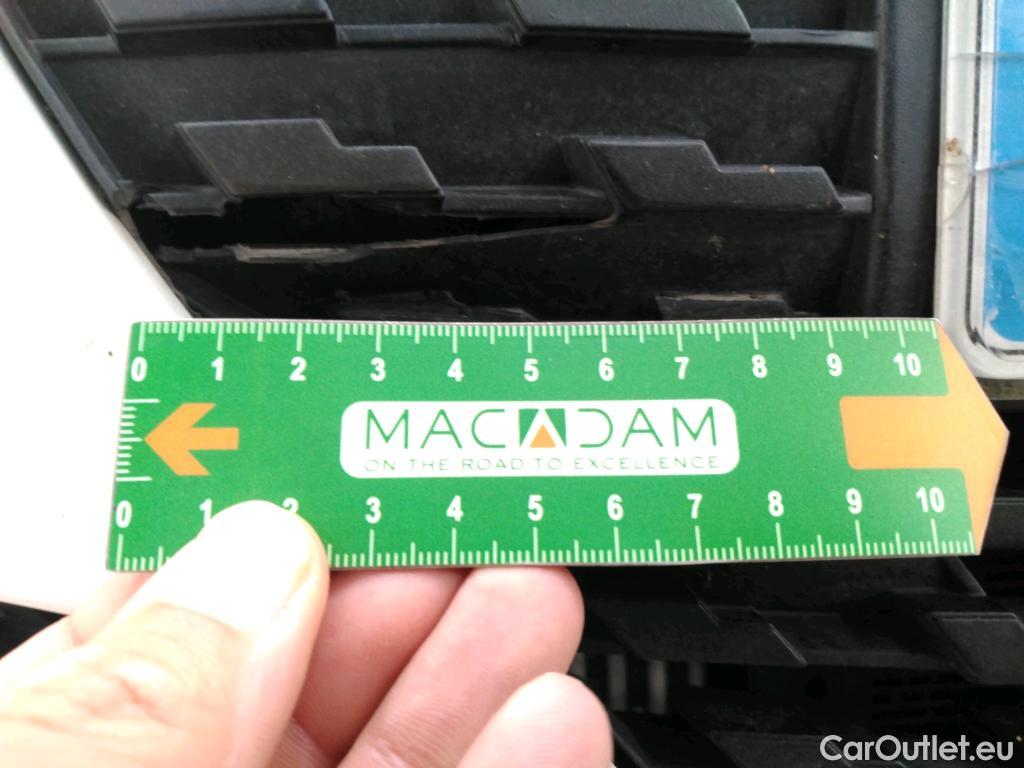 0 1 2 3 4 5 6 7 8 9 10
MACADAM
ON THE ROAD TO EXCELLENCE
0 1 2 3 4 5 6 7 8 9 10
CarOutlet.eu